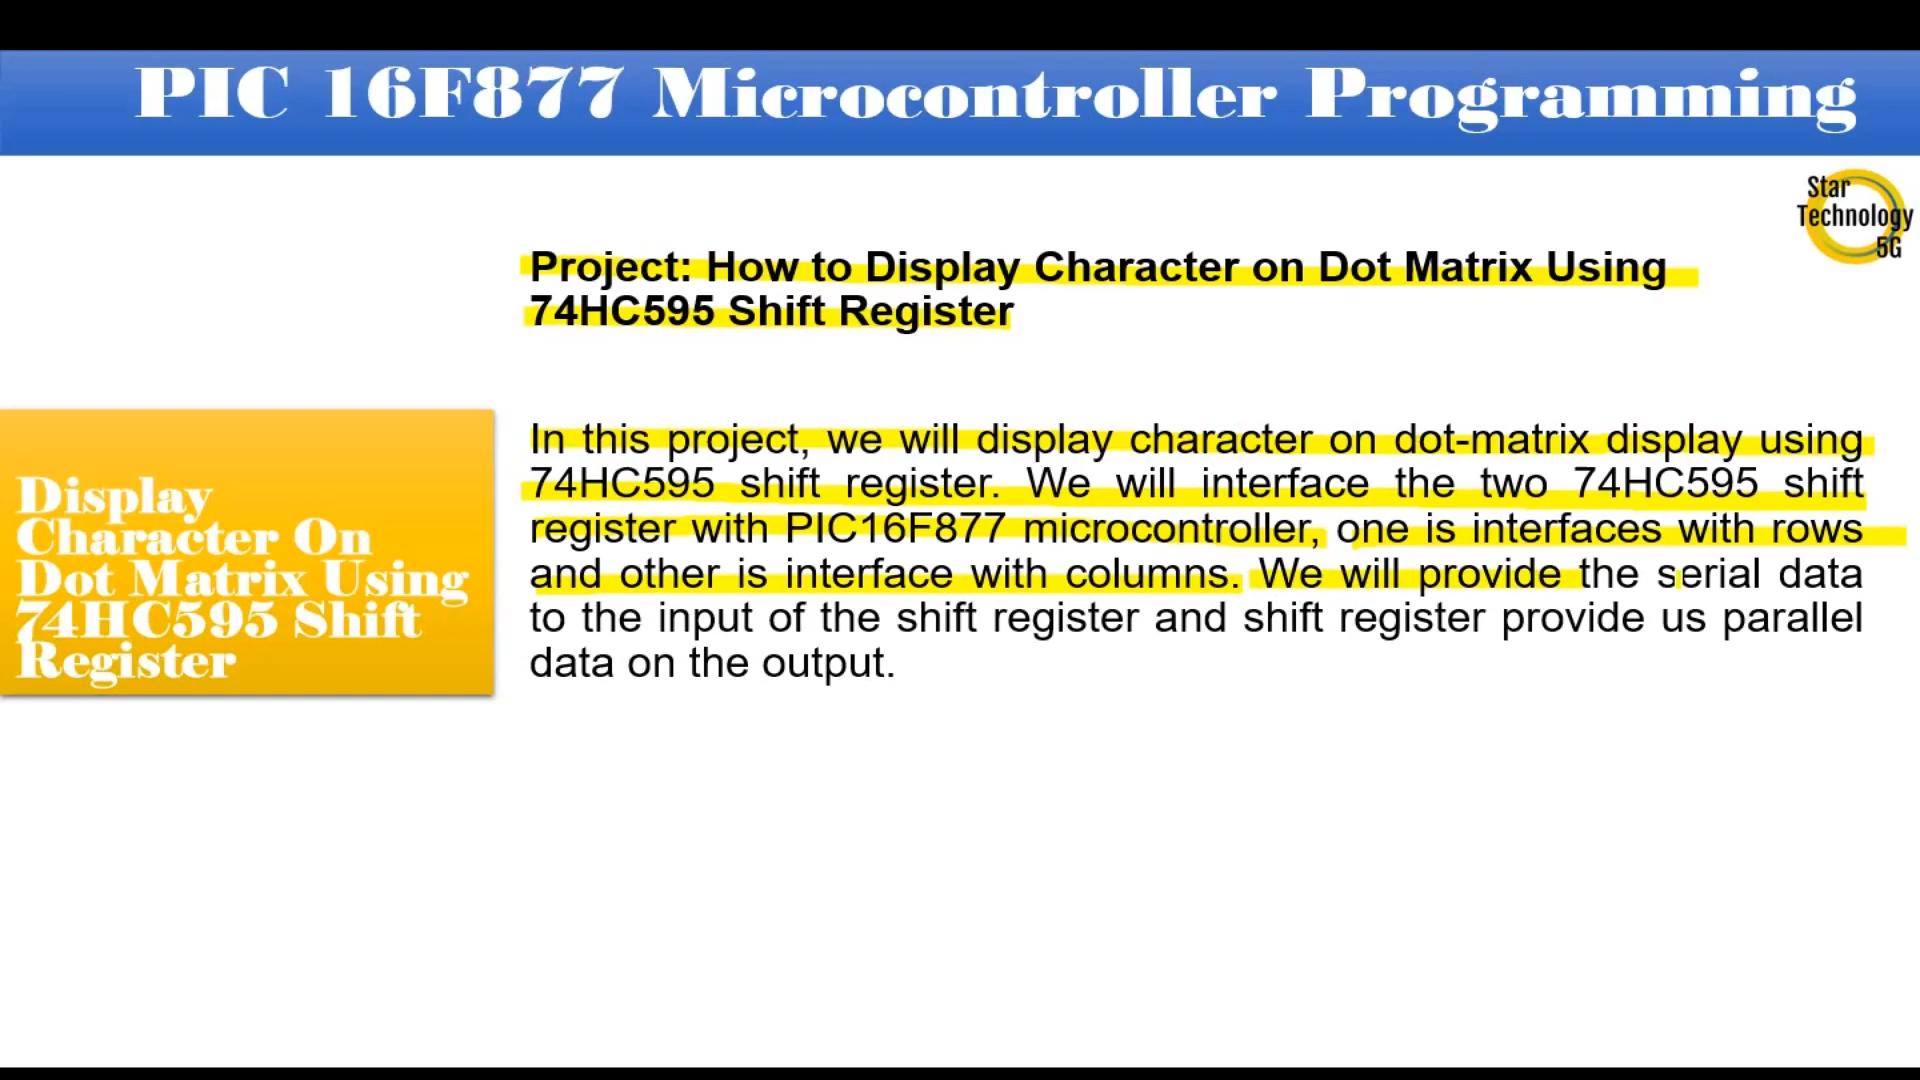 PIC 16F877 Microcontroller Programming
Star
Technology
5G
Project: How to Display Character on Dot Matrix Using
74HC595 Shift Register
Display
Character On
Dot Matrix Using
74HC595 Shift
Register
In this project, we will display character on dot-matrix display using
74HC595 shift register. We will interface the two 74HC595 shift
register with PIC16F877 microcontroller, one is interfaces with rows
and other is interface with columns. We will provide the serial data
to the input of the shift register and shift register provide us parallel
data on the output.